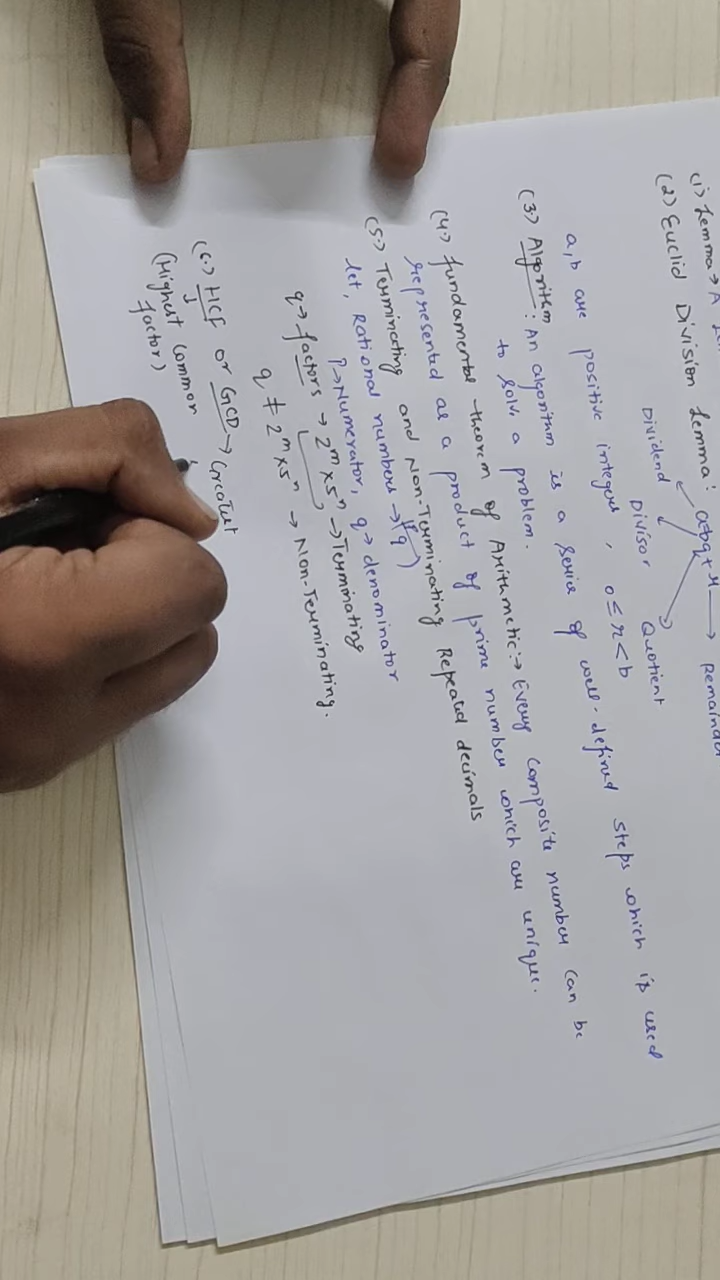 (1) Lemma → A
(2) Euclid Division Lemma: a=bq+r → Remainder
Dividend Divisor Quotient
a,b are positive integers, 0≤r<b
(3) Algorithm: An algorithm is a series of well-defined steps which is used
to solve a problem.
(4) fundamental theorem of Arithmetic:→ Every composite number can be
represented as a product of prime number which are unique.
(5) Terminating and Non-Terminating Repeated decimals
let, Rational numbers → (p/q)
P→Numerator, q→denominator
q→ factors → 2^m×5^n → Terminating
q ≠ 2^m×5^n → Non-Terminating.
(6) HCF or GCD → Greatest
(Highest common
factor)